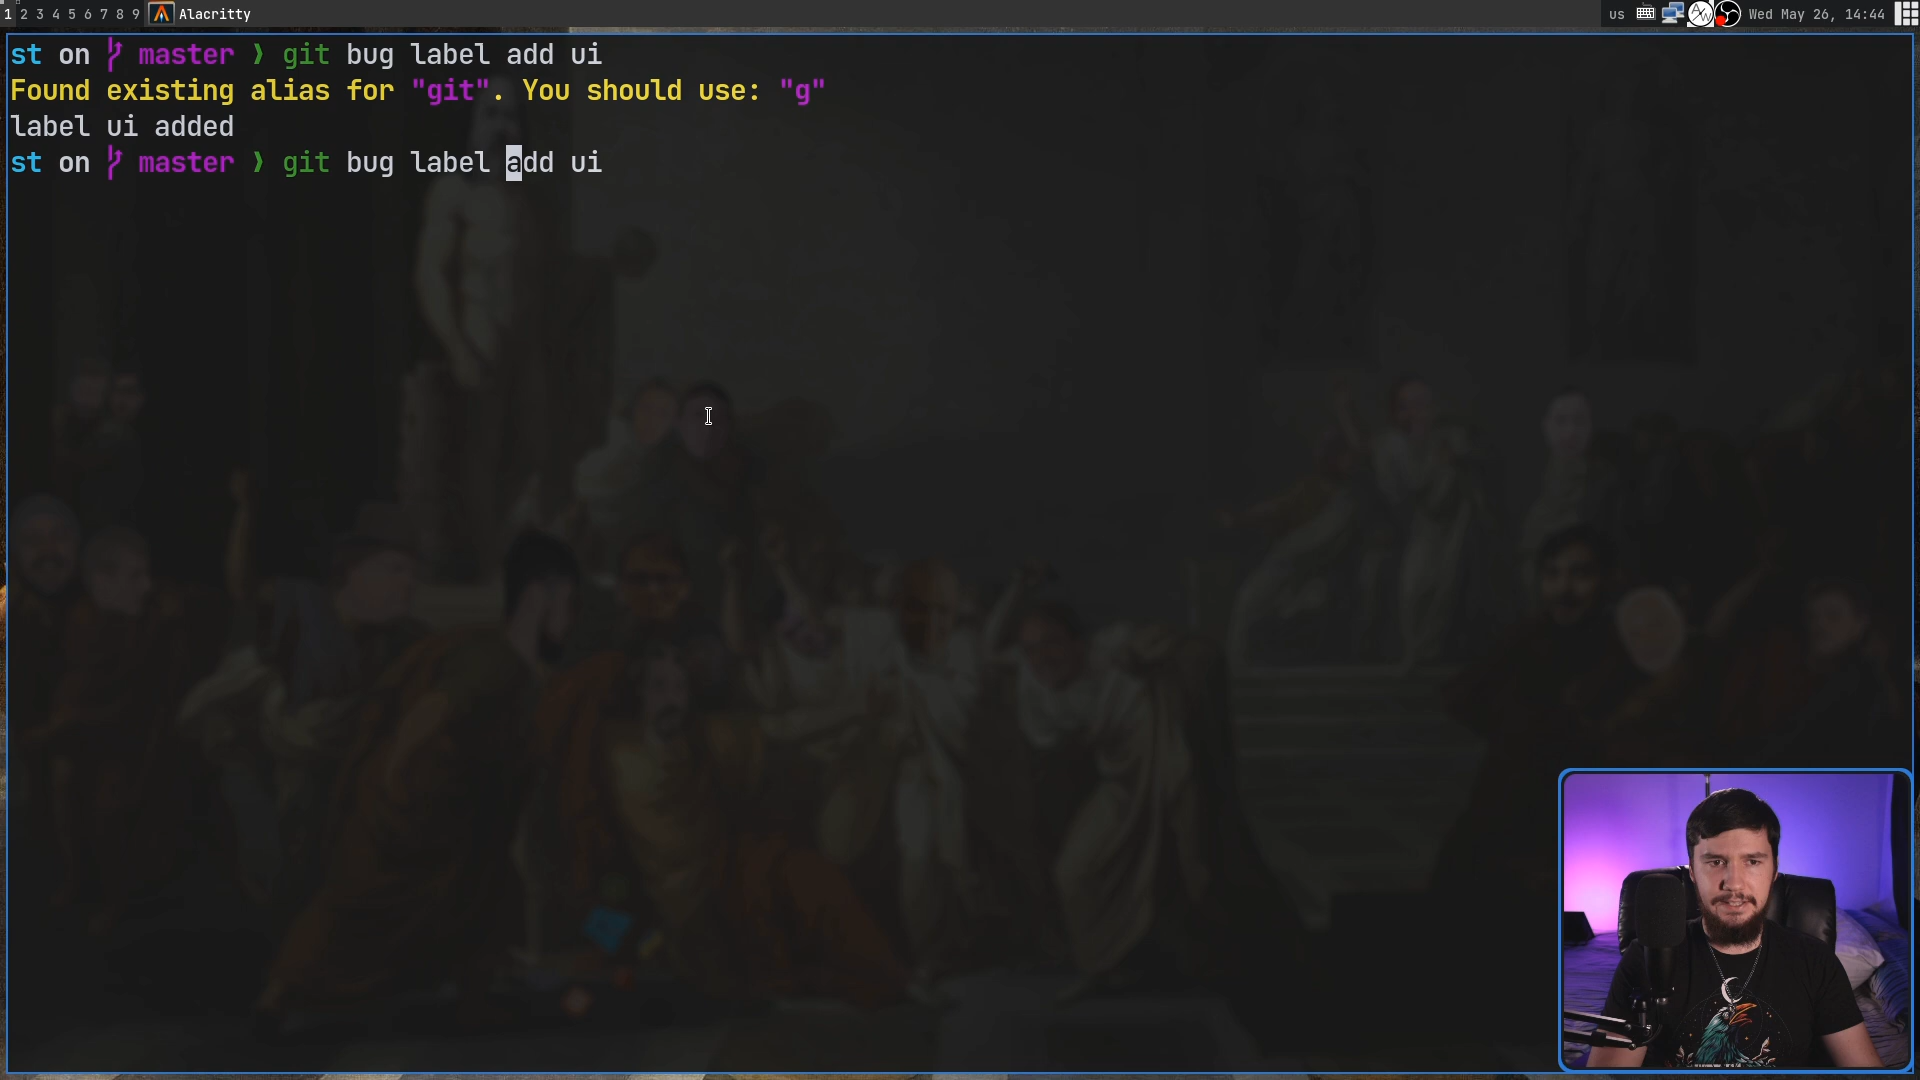 1 2 3 4 5 6 7 8 9 Alacritty us Wed May 26, 14:44
st on master ❯ git bug label add ui
Found existing alias for "git". You should use: "g"
label ui added
st on master ❯ git bug label add ui